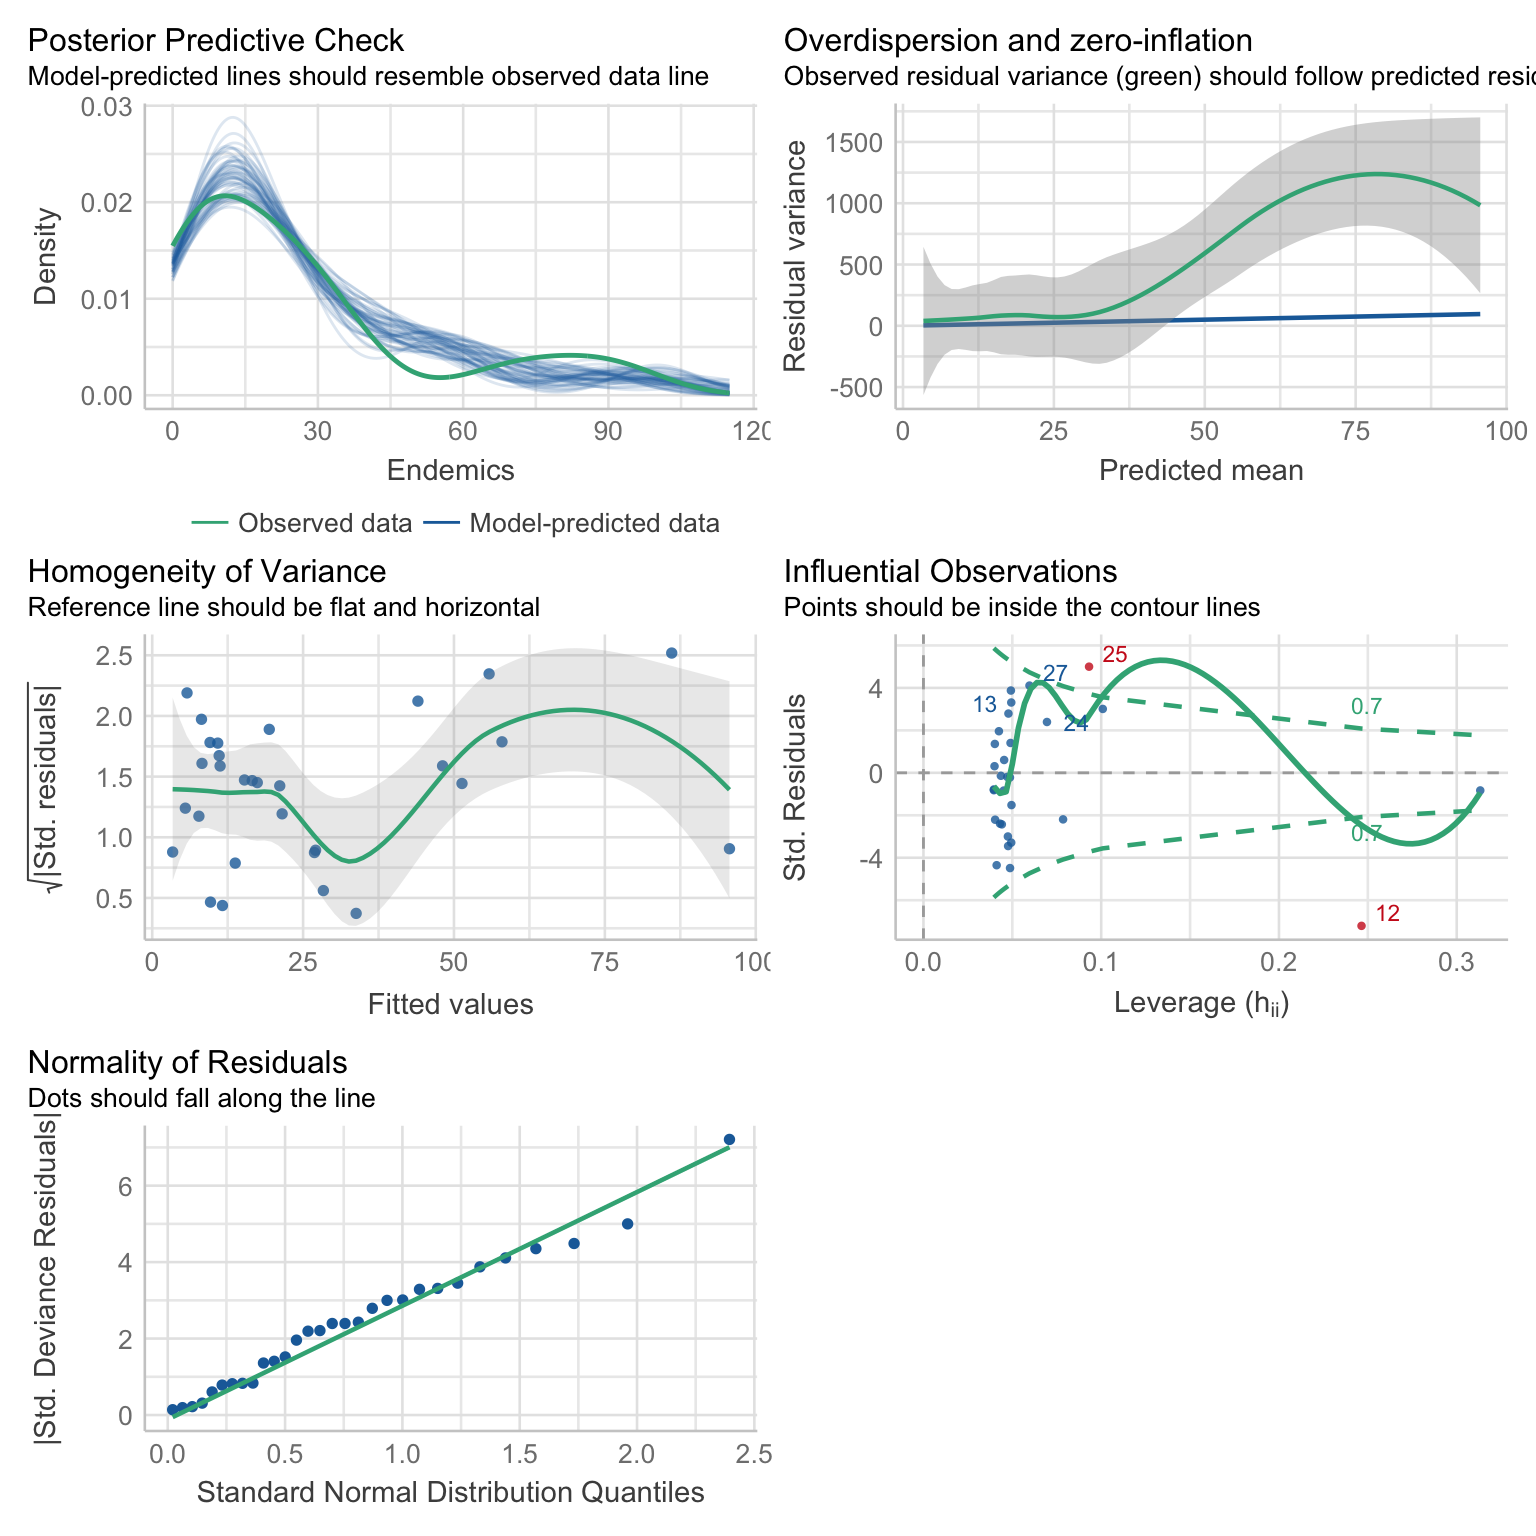 Posterior Predictive Check
Model-predicted lines should resemble observed data line
0.03
0.02
0.01
0.00
Density
0 30 60 90 120
Endemics
Observed data Model-predicted data
Overdispersion and zero-inflation
Observed residual variance (green) should follow predicted resid
1500
1000
500
0
-500
Residual variance
0 25 50 75 100
Predicted mean
Homogeneity of Variance
Reference line should be flat and horizontal
2.5
2.0
1.5
1.0
0.5
√|Std. residuals|
0 25 50 75 100
Fitted values
Influential Observations
Points should be inside the contour lines
4
0
-4
Std. Residuals
25
27
13
24
0.7
0.7
12
0.0 0.1 0.2 0.3
Leverage (hii)
Normality of Residuals
Dots should fall along the line
6
4
2
0
|Std. Deviance Residuals|
0.0 0.5 1.0 1.5 2.0 2.5
Standard Normal Distribution Quantiles